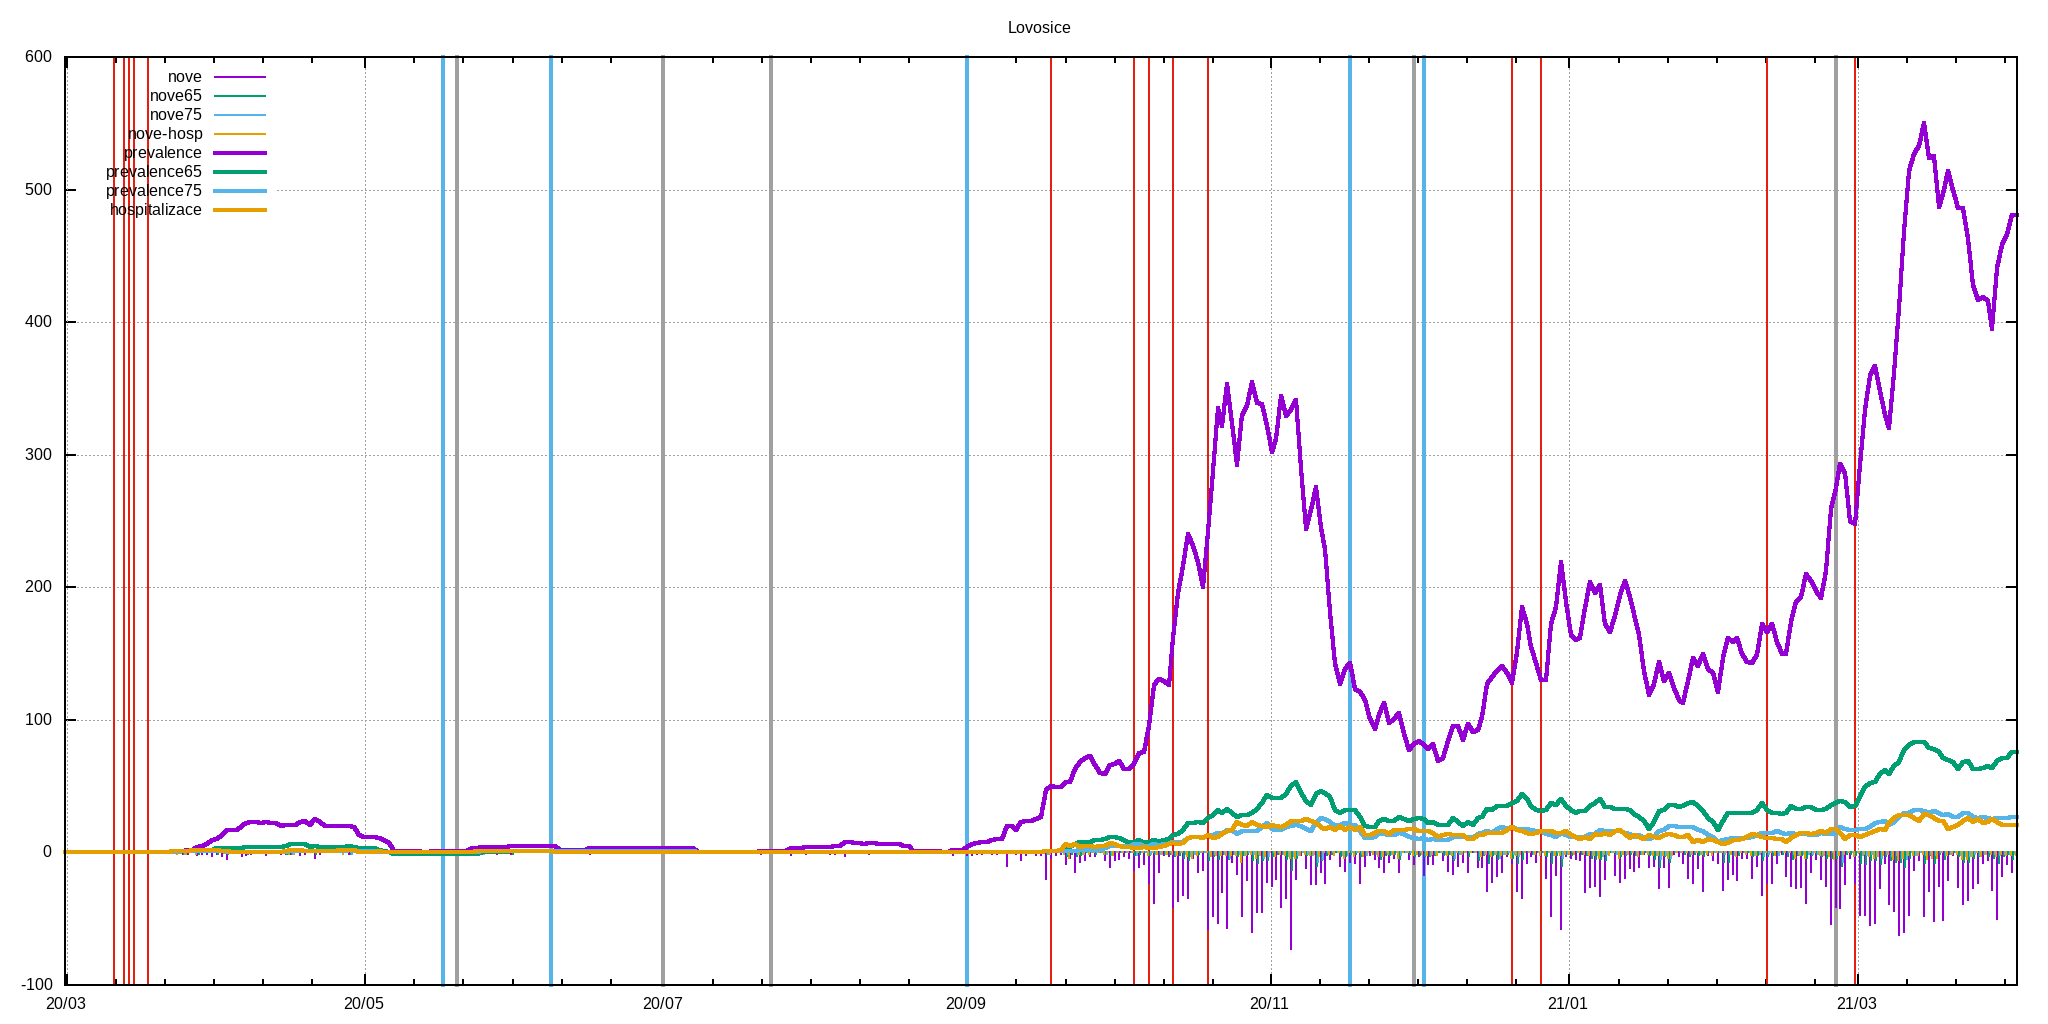 Lovosice
600
500
400
300
200
100
0
-100
nove
nove65
nove75
nove-hosp
prevalence
prevalence65
prevalence75
hospitalizace
20/03 20/05 20/07 20/09 20/11 21/01 21/03